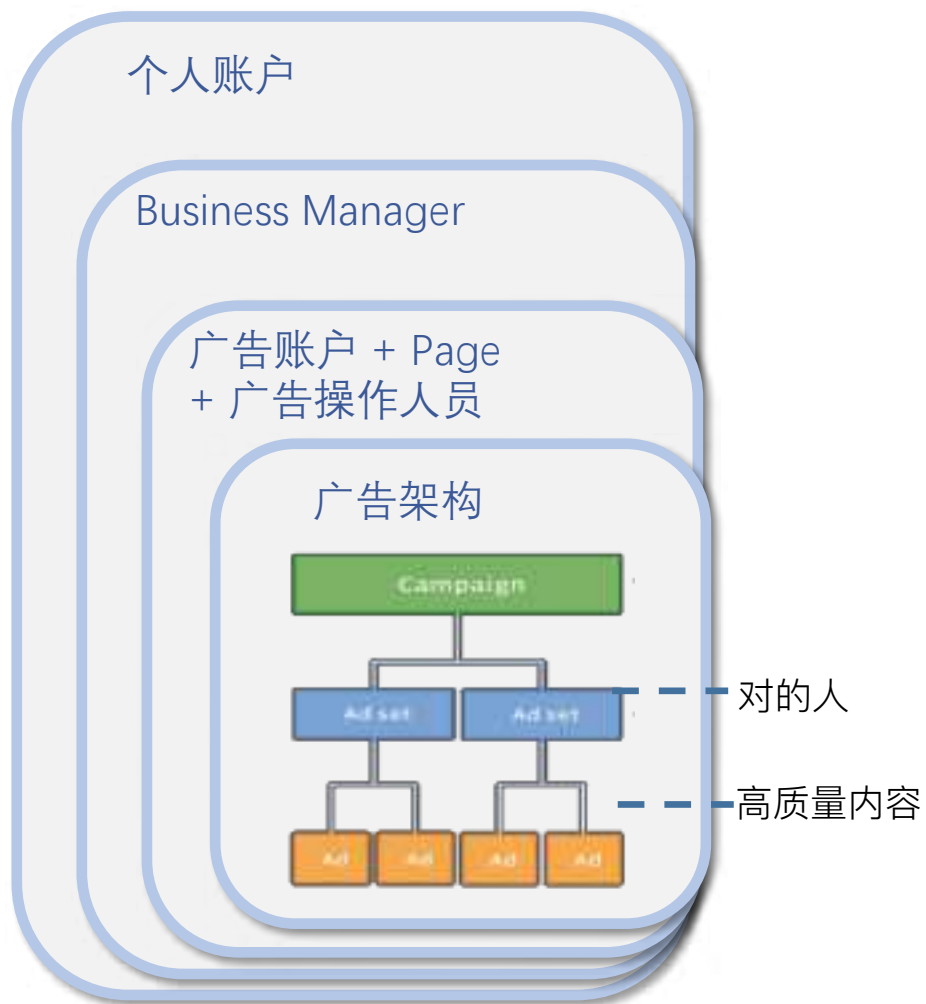 个人账户
Business Manager
广告账户 + Page
+ 广告操作人员
广告架构
Campaign
Ad set
Ad set
对的人
高质量内容
Ad
Ad
Ad
Ad